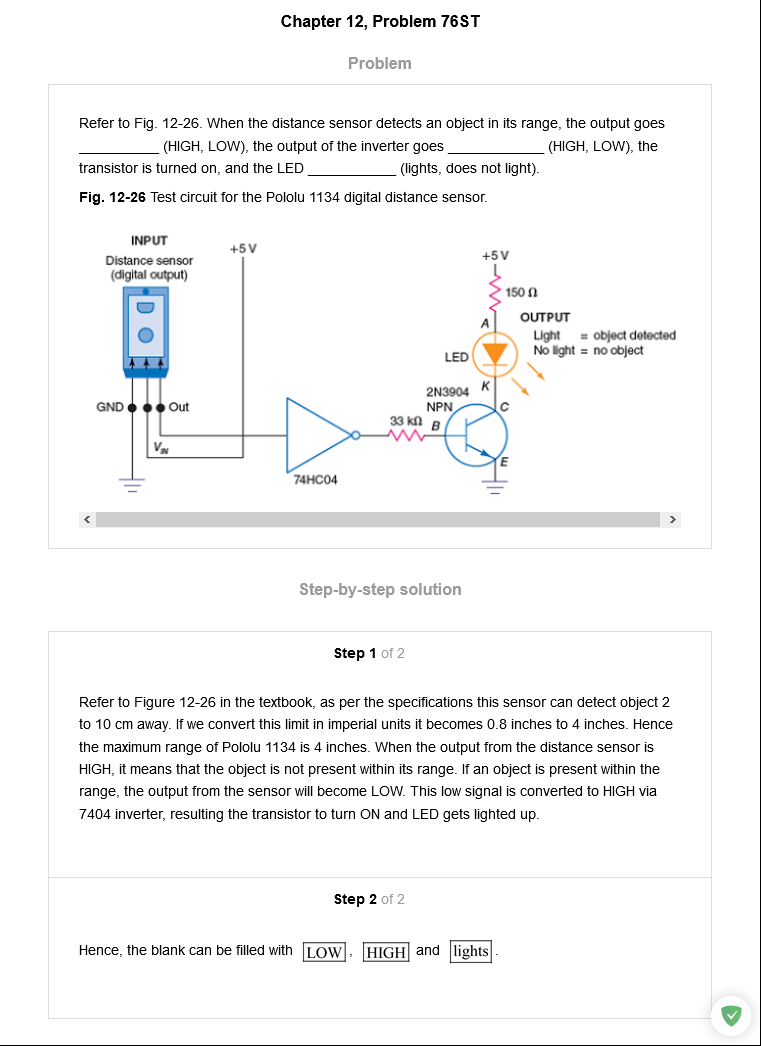 Chapter 12, Problem 76ST
Problem
Refer to Fig. 12-26. When the distance sensor detects an object in its range, the output goes
__________ (HIGH, LOW), the output of the inverter goes ____________ (HIGH, LOW), the
transistor is turned on, and the LED ___________ (lights, does not light).
Fig. 12-26 Test circuit for the Pololu 1134 digital distance sensor.
INPUT
Distance sensor
(digital output)
+5 V
+5 V
150 Ω
A
OUTPUT
Light = object detected
No light = no object
LED
K
2N3904
NPN
C
GND
Out
33 kΩ
B
VIN
E
74HC04
<
>
Step-by-step solution
Step 1 of 2
Refer to Figure 12-26 in the textbook, as per the specifications this sensor can detect object 2
to 10 cm away. If we convert this limit in imperial units it becomes 0.8 inches to 4 inches. Hence
the maximum range of Pololu 1134 is 4 inches. When the output from the distance sensor is
HIGH, it means that the object is not present within its range. If an object is present within the
range, the output from the sensor will become LOW. This low signal is converted to HIGH via
7404 inverter, resulting the transistor to turn ON and LED gets lighted up.
Step 2 of 2
Hence, the blank can be filled with LOW, HIGH and lights.